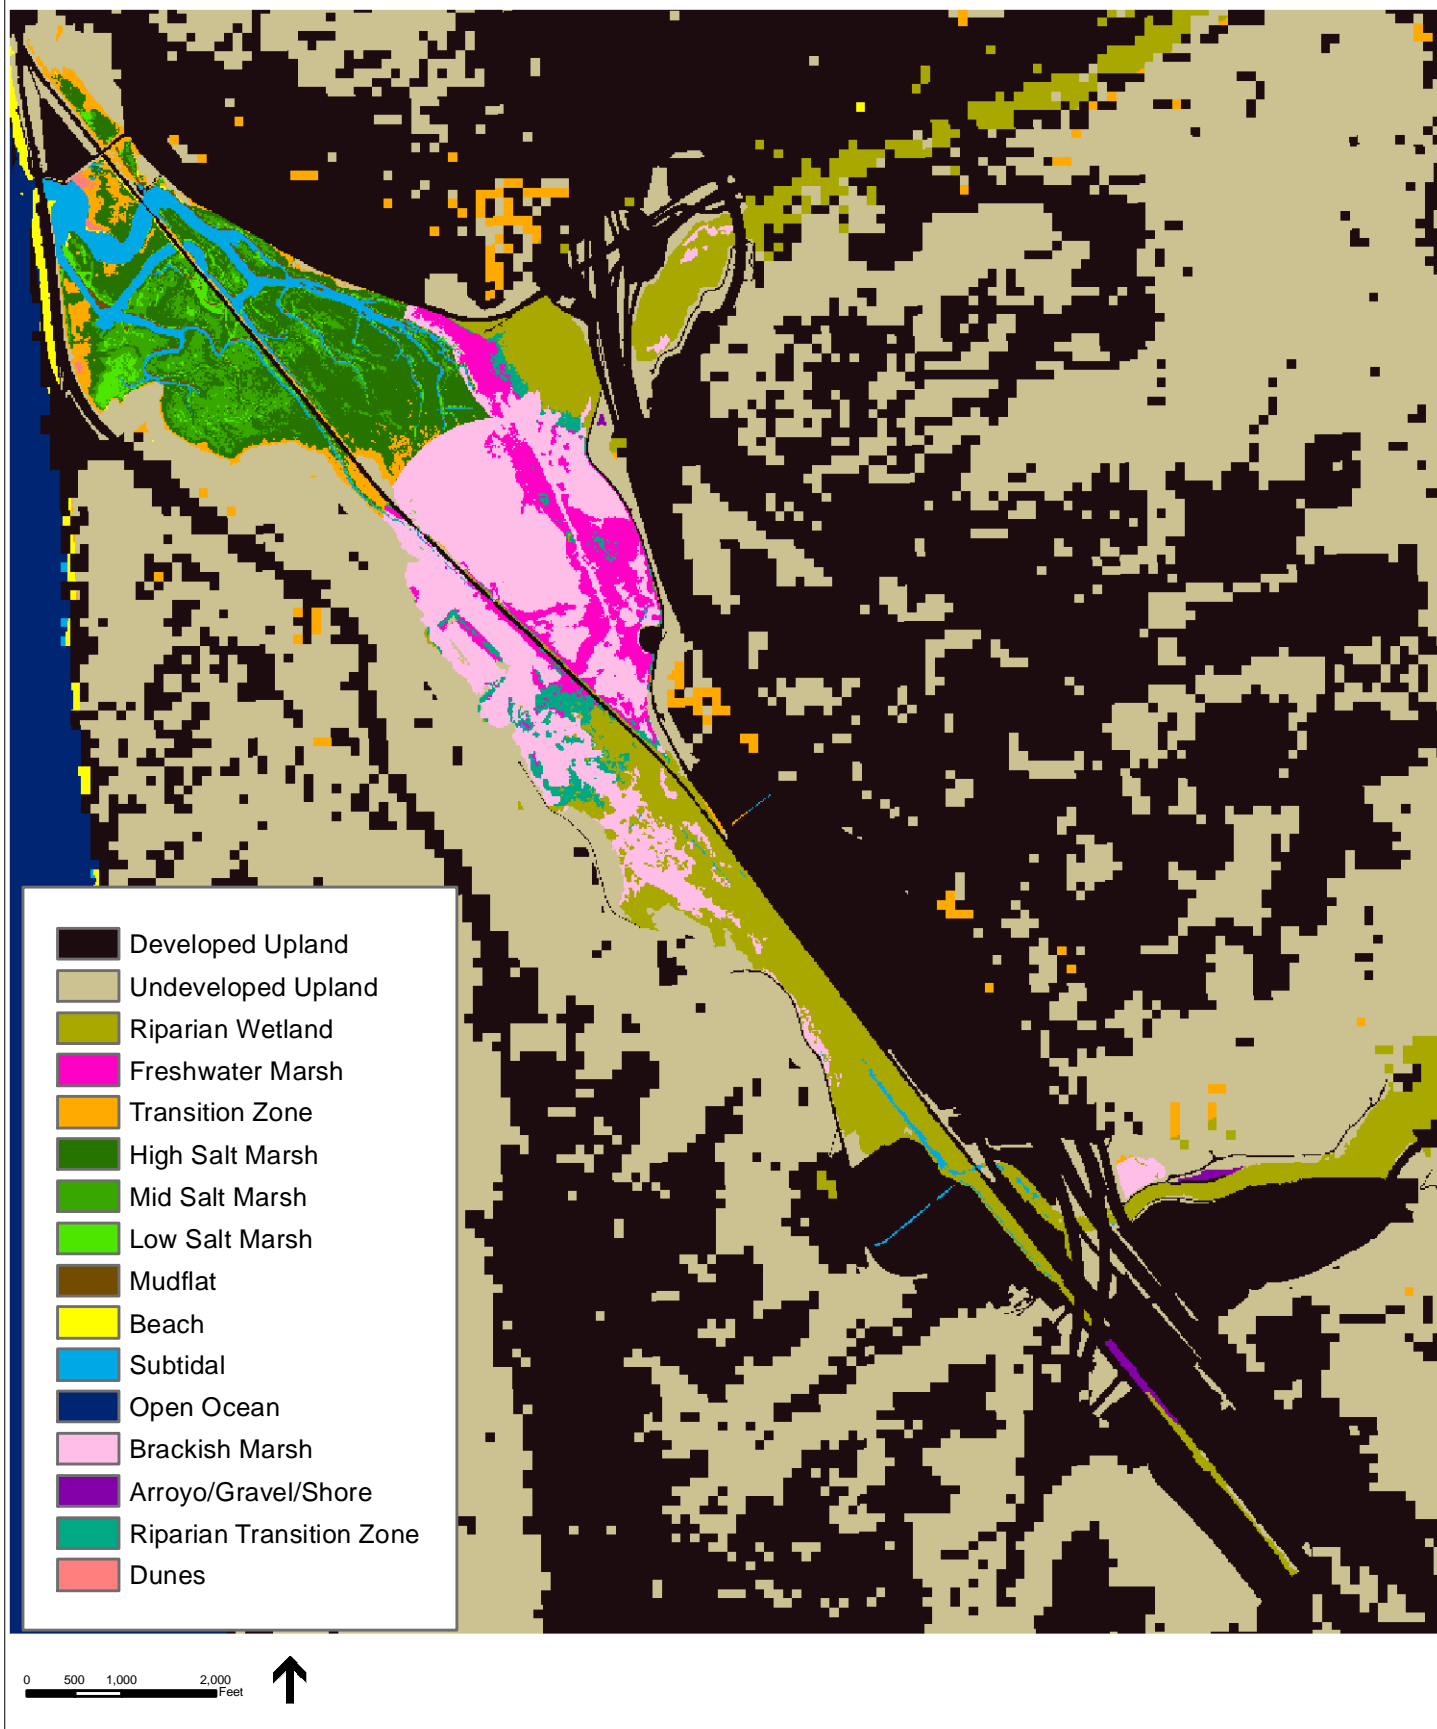 Developed Upland
Undeveloped Upland
Riparian Wetland
Freshwater Marsh
Transition Zone
High Salt Marsh
Mid Salt Marsh
Low Salt Marsh
Mudflat
Beach
Subtidal
Open Ocean
Brackish Marsh
Arroyo/Gravel/Shore
Riparian Transition Zone
Dunes
0 500 1,000 2,000
Feet